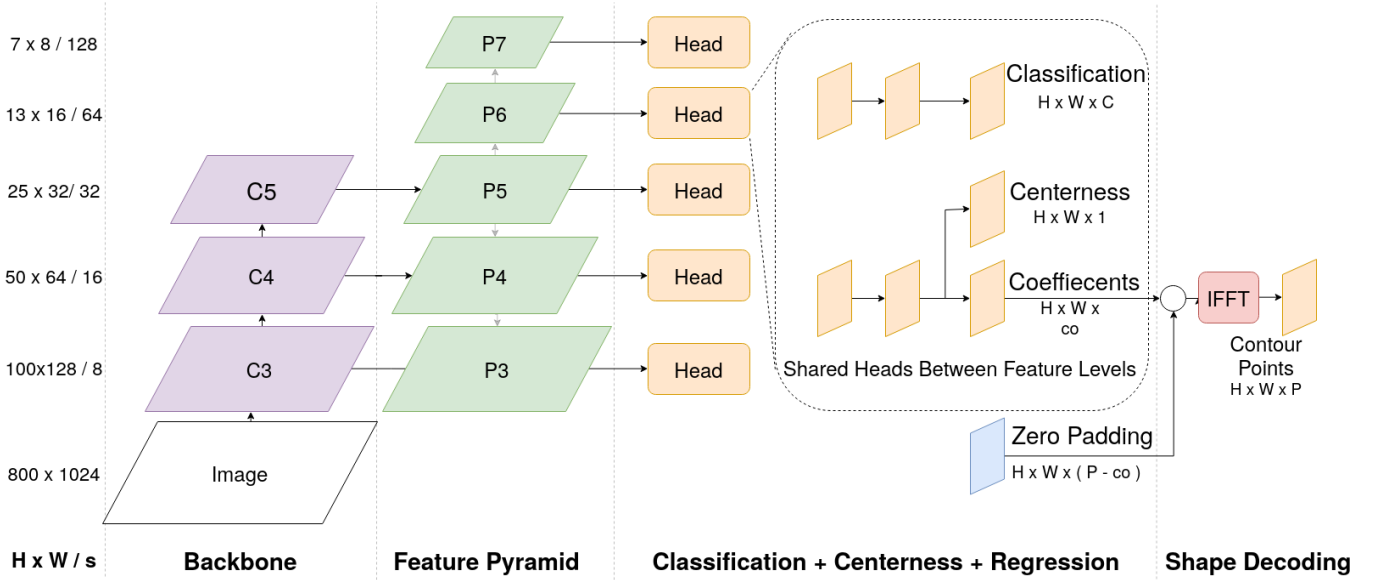 7 x 8 / 128
P7
Head
13 x 16 / 64
P6
Head
Classification
H x W x C
25 x 32/ 32
C5
P5
Head
Centerness
H x W x 1
50 x 64 / 16
C4
P4
Head
Coeffiecents
H x W x
co
IFFT
Contour
Points
H x W x P
100x128 / 8
C3
P3
Head
Shared Heads Between Feature Levels
Zero Padding
H x W x ( P - co )
800 x 1024
Image
H x W / s
Backbone
Feature Pyramid
Classification + Centerness + Regression
Shape Decoding